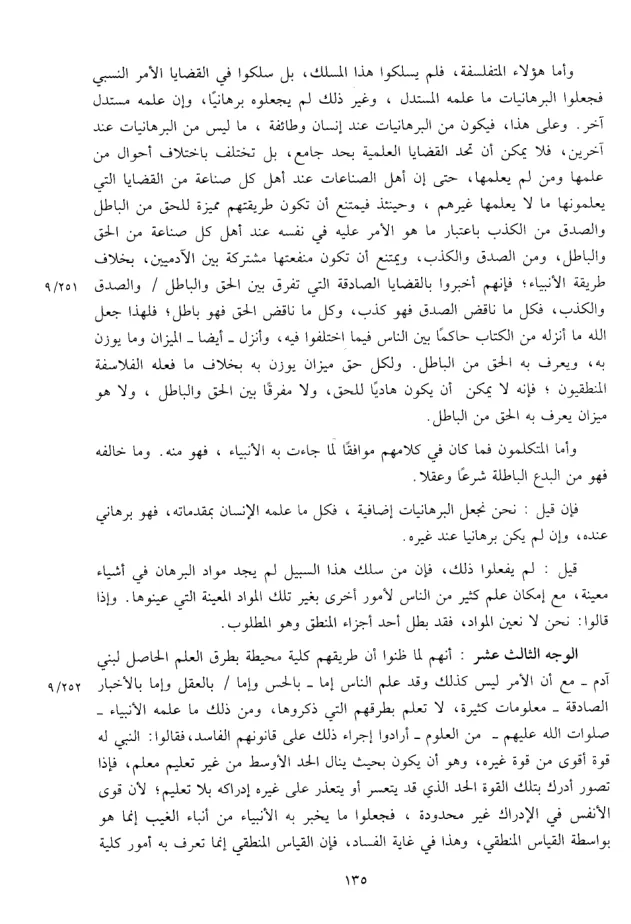 وأما هؤلاء المتفلسفة، فلم يسلكوا هذا المسلك، بل سلكوا في القضايا الأمر النسبي
فجعلوا البرهانيات ما علمه المستدل ، وغير ذلك لم يجعلوه برهانيًا، وإن علمه مستدل
آخر. وعلى هذا، فيكون من البرهانيات عند إنسان وطائفة ، ما ليس من البرهانيات عند
آخرين، فلا يمكن أن تحد القضايا العلمية بحد جامع، بل تختلف باختلاف أحوال من
علمها ومن لم يعلمها، حتى إن أهل الصناعات عند أهل كل صناعة من القضايا التي
يعلمونها ما لا يعلمها غيرهم ، وحينئذ فيمتنع أن تكون طريقتهم مميزة للحق من الباطل
والصدق من الكذب باعتبار ما هو الأمر عليه في نفسه عند أهل كل صناعة من الحق
والباطل، ومن الصدق والكذب، ويمتنع أن تكون منفعتها مشتركة بين الآدميين، بخلاف
طريقة الأنبياء؛ فإنهم أخبروا بالقضايا الصادقة التي تفرق بين الحق والباطل / والصدق ٩/٢٥١
والكذب، فكل ما ناقض الصدق فهو كذب، وكل ما ناقض الحق فهو باطل؛ فلهذا جعل
الله ما أنزله من الكتاب حاكمًا بين الناس فيما اختلفوا فيه، وأنزل ــ أيضا ــ الميزان وما يوزن
به، ويعرف به الحق من الباطل. ولكل حق ميزان يوزن به بخلاف ما فعله الفلاسفة
المنطقيون ؛ فإنه لا يمكن أن يكون هاديًا للحق، ولا مفرقًا بين الحق والباطل ، ولا هو
ميزان يعرف به الحق من الباطل.
وأما المتكلمون فما كان في كلامهم موافقًا لما جاءت به الأنبياء ، فهو منه. وما خالفه
فهو من البدع الباطلة شرعًا وعقلا.
فإن قيل : نحن نجعل البرهانيات إضافية ، فكل ما علمه الإنسان بمقدماته، فهو برهاني
عنده، وإن لم يكن برهانيا عند غيره.
قيل : لم يفعلوا ذلك، فإن من سلك هذا السبيل لم يجد مواد البرهان في أشياء
معينة، مع إمكان علم كثير من الناس لأمور أخرى بغير تلك المواد المعينة التي عينوها. وإذا
قالوا: نحن لا نعين المواد، فقد بطل أحد أجزاء المنطق وهو المطلوب.
الوجه الثالث عشر : أنهم لما ظنوا أن طريقهم كلية محيطة بطرق العلم الحاصل لبني
آدم ــ مع أن الأمر ليس كذلك وقد علم الناس إما ــ بالحس وإما / بالعقل وإما بالأخبار ٩/٢٥٢
الصادقة ــ معلومات كثيرة، لا تعلم بطرقهم التي ذكروها، ومن ذلك ما علمه الأنبياء ــ
صلوات الله عليهم ــ من العلوم ــ أرادوا إجراء ذلك على قانونهم الفاسد، فقالوا: النبي له
قوة أقوى من قوة غيره، وهو أن يكون بحيث ينال الحد الأوسط من غير تعليم معلم، فإذا
تصور أدرك بتلك القوة الحد الذي قد يتعسر أو يتعذر على غيره إدراكه بلا تعليم؛ لأن قوى
الأنفس في الإدراك غير محدودة ، فجعلوا ما يخبر به الأنبياء من أنباء الغيب إنما هو
بواسطة القياس المنطقي، وهذا في غاية الفساد، فإن القياس المنطقي إنما تعرف به أمور كلية
١٣٥